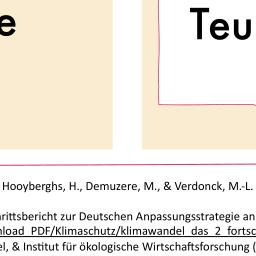 e
Teu
Hooyberghs, H., Demuzere, M., & Verdonck, M.-L.
rittsbericht zur Deutschen Anpassungsstrategie an
nload_PDF/Klimaschutz/klimawandel_das_2_fortsc
el, & Institut für ökologische Wirtschaftsforschung (